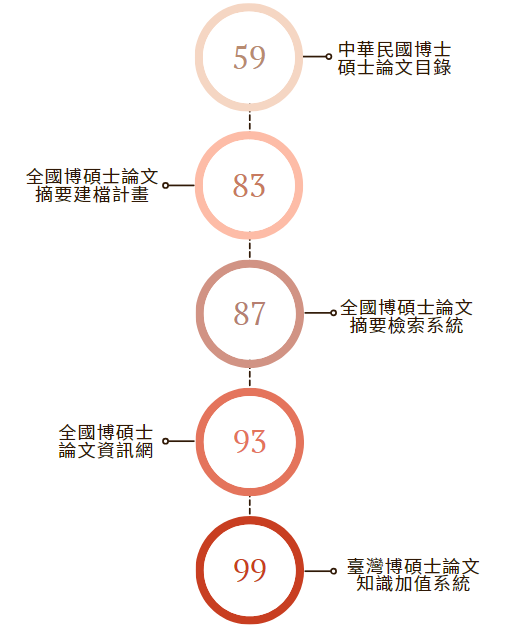 59
中華民國博士
碩士論文目錄
83
全國博碩士論文
摘要建檔計畫
87
全國博碩士論文
摘要檢索系統
93
全國博碩士
論文資訊網
99
臺灣博碩士論文
知識加值系統